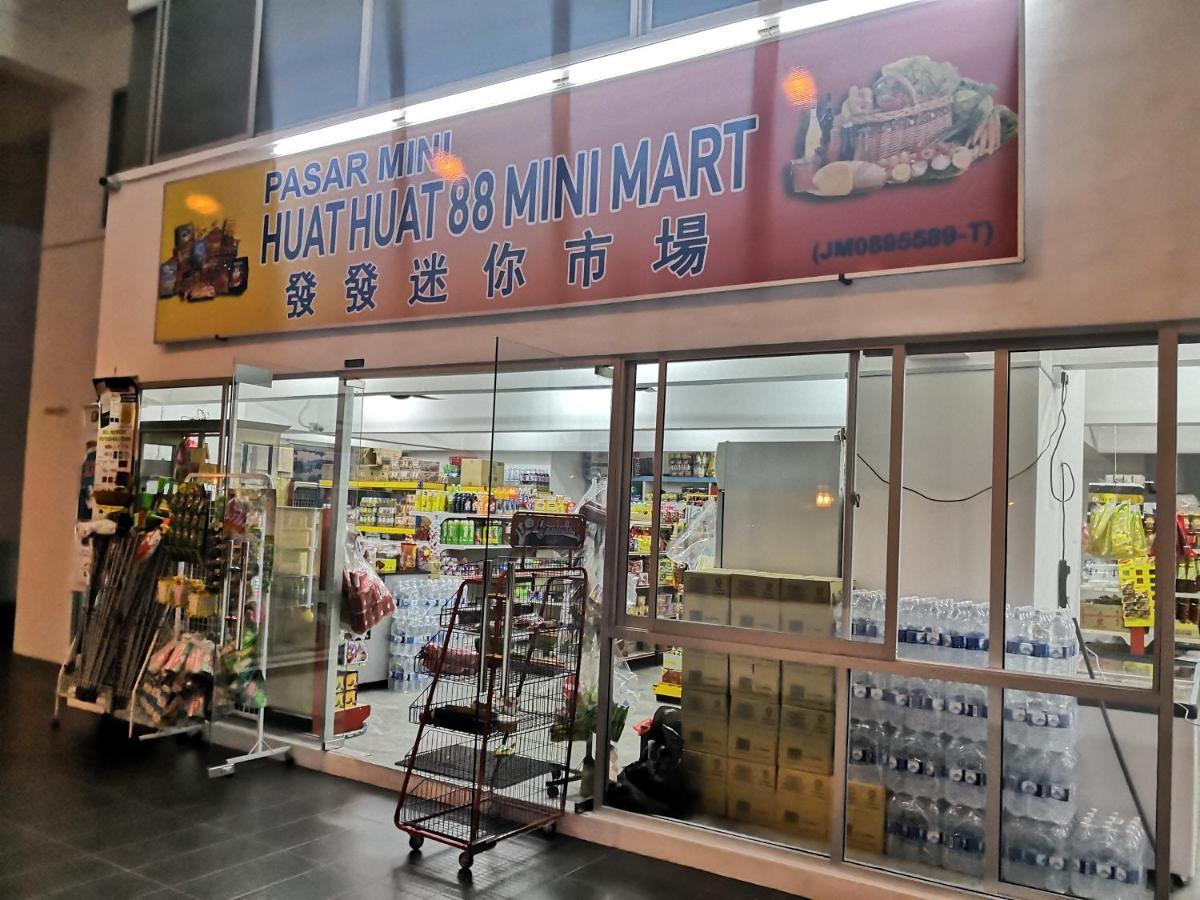 PASAR MINI
HUAT HUAT 88 MINI MART
發發迷你市場
(JM0895589-T)